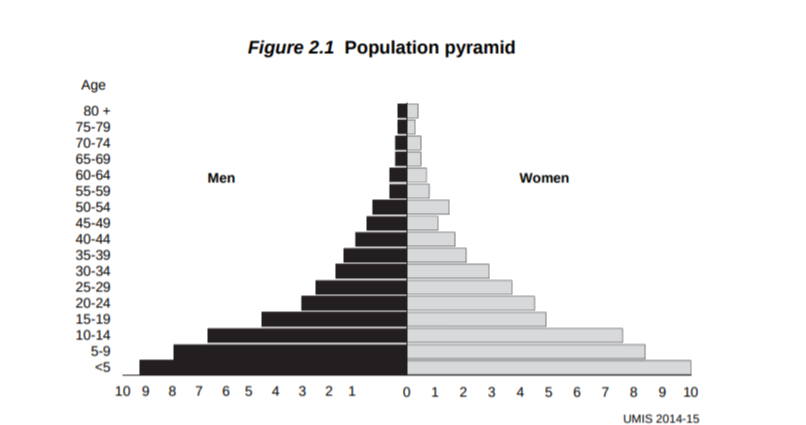 Figure 2.1 Population pyramid
Age
80 +
75-79
70-74
65-69
60-64
Men
Women
55-59
50-54
45-49
40-44
35-39
30-34
25-29
20-24
15-19
10-14
5-9
<5
10 9 8 7 6 5 4 3 2 1 0 1 2 3 4 5 6 7 8 9 10
UMIS 2014-15